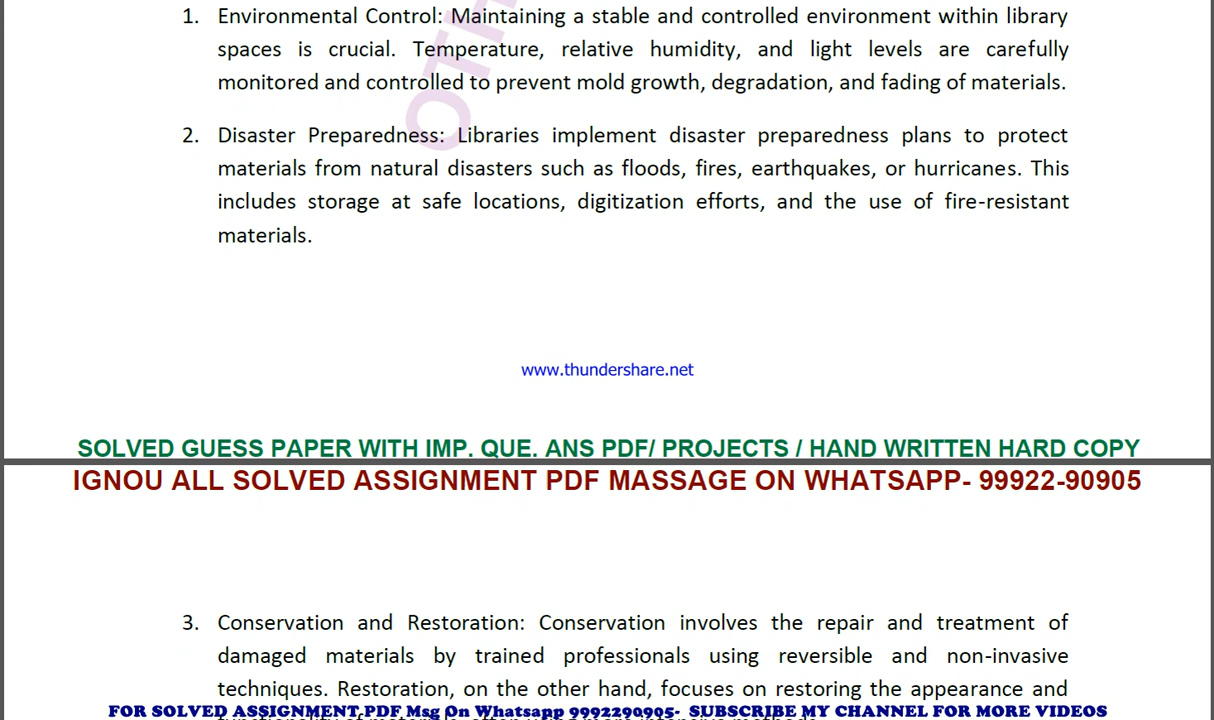 1. Environmental Control: Maintaining a stable and controlled environment within library
spaces is crucial. Temperature, relative humidity, and light levels are carefully
monitored and controlled to prevent mold growth, degradation, and fading of materials.
2. Disaster Preparedness: Libraries implement disaster preparedness plans to protect
materials from natural disasters such as floods, fires, earthquakes, or hurricanes. This
includes storage at safe locations, digitization efforts, and the use of fire-resistant
materials.
OTH
www.thundershare.net
SOLVED GUESS PAPER WITH IMP. QUE. ANS PDF/ PROJECTS / HAND WRITTEN HARD COPY
IGNOU ALL SOLVED ASSIGNMENT PDF MASSAGE ON WHATSAPP- 99922-90905
3. Conservation and Restoration: Conservation involves the repair and treatment of
damaged materials by trained professionals using reversible and non-invasive
techniques. Restoration, on the other hand, focuses on restoring the appearance and
FOR SOLVED ASSIGNMENT PDF Msg On Whatsapp 9992290905- SUBSCRIBE MY CHANNEL FOR MORE VIDEOS